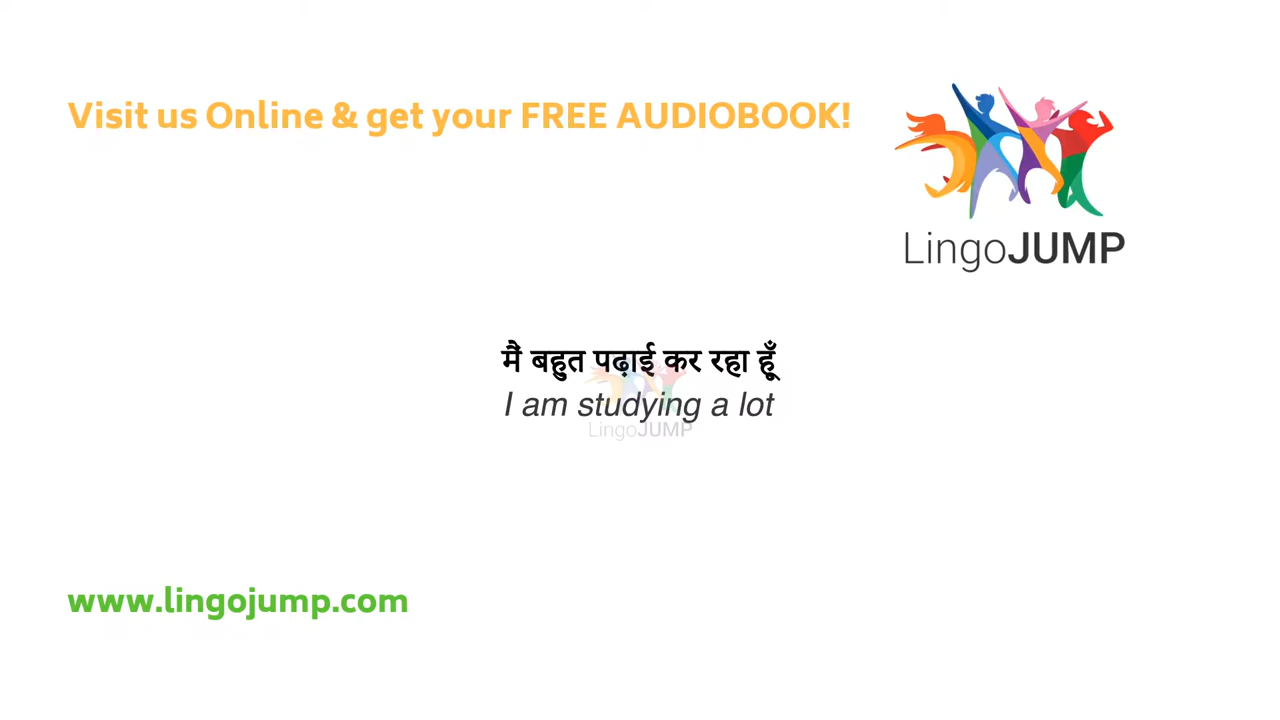 Visit us Online & get your FREE AUDIOBOOK!
LingoJUMP
मैं बहुत पढ़ाई कर रहा हूँ
I am studying a lot
LingoJUMP
www.lingojump.com